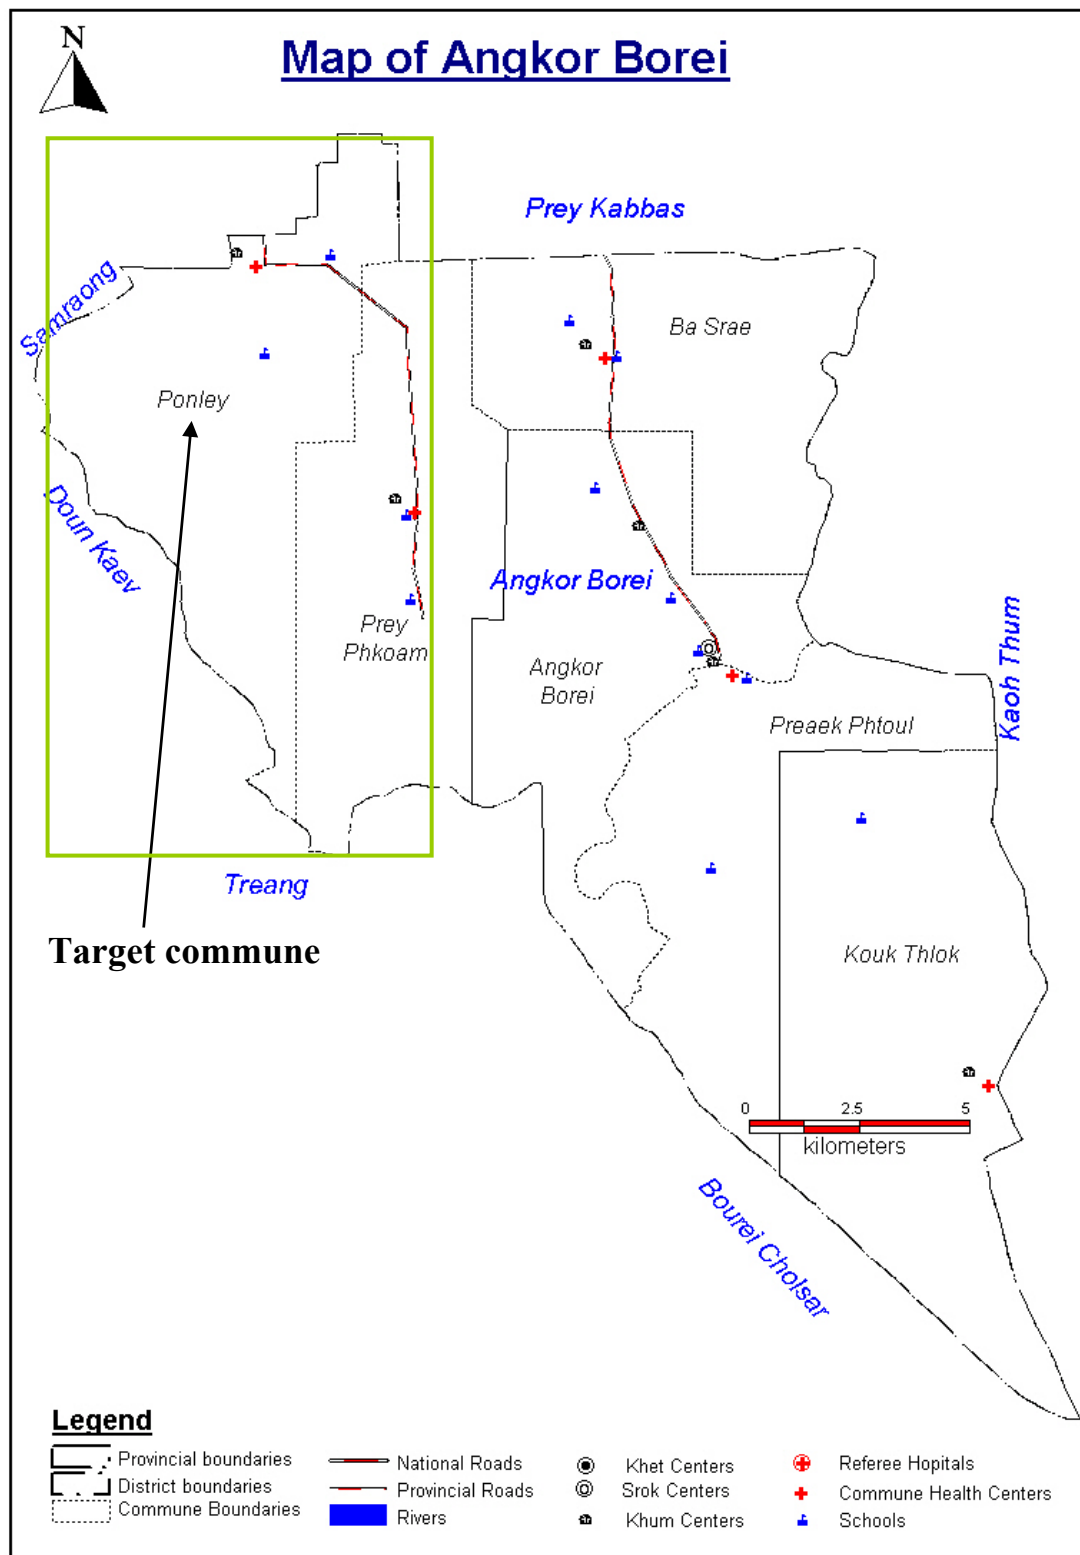 Map of Angkor Borei
N
Prey Kabbas
Samraong
Ba Srae
Ponley
Doun Kaev
Angkor Borei
Prey
Phkoam
Angkor
Borei
Kaoh Thum
Preaek Phtoul
Treang
Target commune
Kouk Thlok
0 2.5 5
kilometers
Bourei Cholsar
Legend
Provincial boundaries
District boundaries
Commune Boundaries
National Roads
Provincial Roads
Rivers
Khet Centers
Srok Centers
Khum Centers
Referee Hopitals
Commune Health Centers
Schools